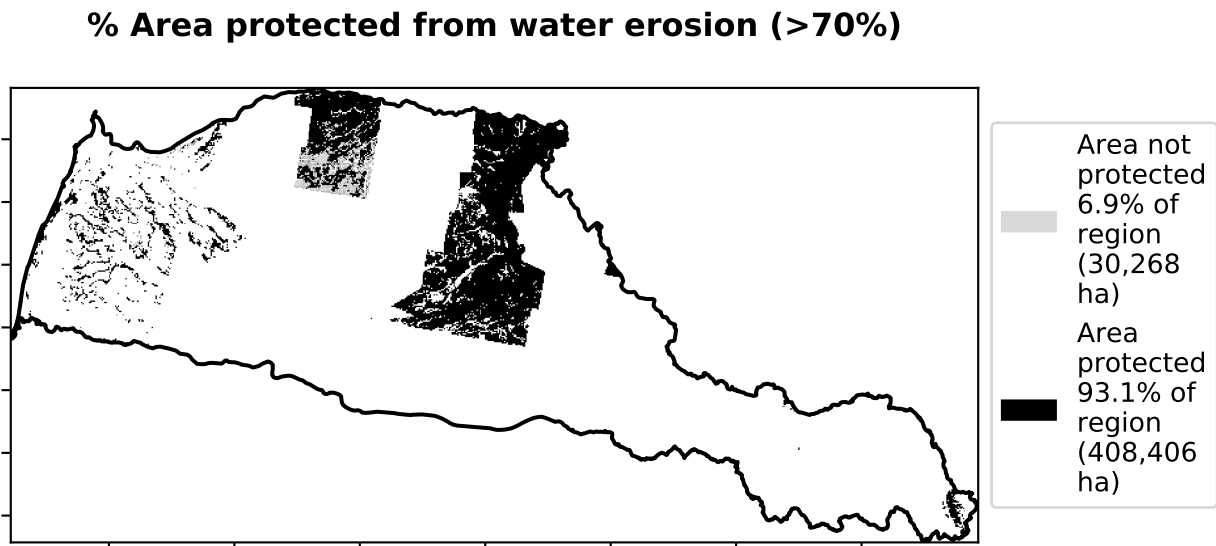 % Area protected from water erosion (>70%)
Area not
protected
6.9% of
region
(30,268
ha)
Area
protected
93.1% of
region
(408,406
ha)